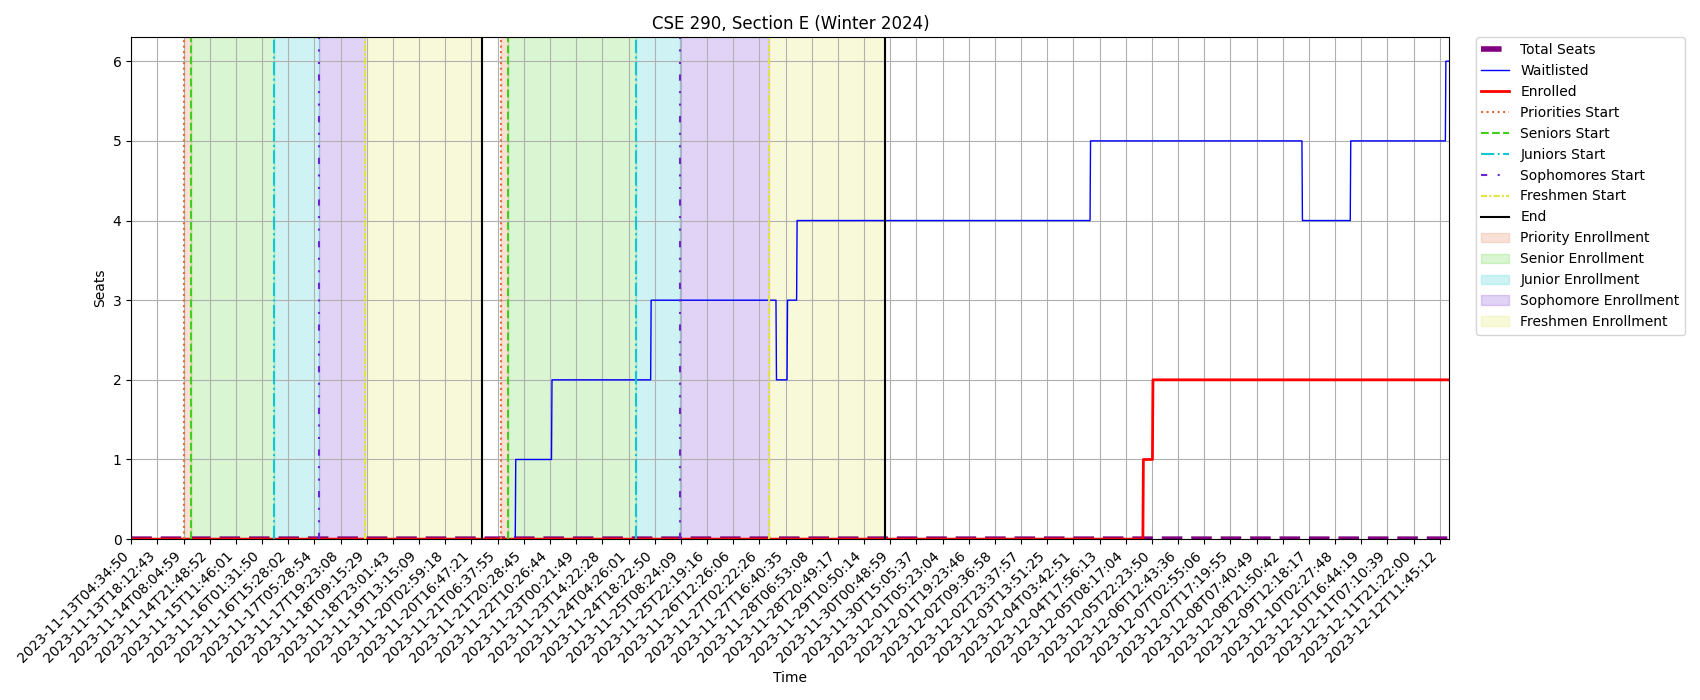 CSE 290, Section E (Winter 2024)
Seats
6
5
4
3
2
1
0
2023-11-13T04:34:50
2023-11-13T18:12:43
2023-11-14T08:04:59
2023-11-14T21:48:52
2023-11-15T11:46:01
2023-11-16T01:31:50
2023-11-16T15:28:02
2023-11-17T05:28:54
2023-11-17T19:23:08
2023-11-18T09:15:29
2023-11-18T23:01:43
2023-11-19T13:15:09
2023-11-20T02:59:18
2023-11-20T16:47:21
2023-11-21T06:37:55
2023-11-21T20:28:45
2023-11-22T10:26:44
2023-11-23T00:21:49
2023-11-23T14:22:28
2023-11-24T04:26:01
2023-11-24T18:22:50
2023-11-25T08:24:09
2023-11-25T22:19:16
2023-11-26T12:26:06
2023-11-27T02:22:26
2023-11-27T16:40:35
2023-11-28T06:53:08
2023-11-28T20:49:17
2023-11-29T10:50:14
2023-11-30T00:48:59
2023-11-30T15:05:37
2023-12-01T05:23:04
2023-12-01T19:23:46
2023-12-02T09:36:58
2023-12-02T23:37:57
2023-12-03T13:51:25
2023-12-04T03:42:51
2023-12-04T17:56:13
2023-12-05T08:17:04
2023-12-05T22:23:50
2023-12-06T12:43:36
2023-12-07T02:55:06
2023-12-07T17:19:55
2023-12-08T07:40:49
2023-12-08T21:50:42
2023-12-09T12:18:17
2023-12-10T02:27:48
2023-12-10T16:44:19
2023-12-11T07:10:39
2023-12-11T21:22:00
2023-12-12T11:45:12
Time
Total Seats
Waitlisted
Enrolled
Priorities Start
Seniors Start
Juniors Start
Sophomores Start
Freshmen Start
End
Priority Enrollment
Senior Enrollment
Junior Enrollment
Sophomore Enrollment
Freshmen Enrollment